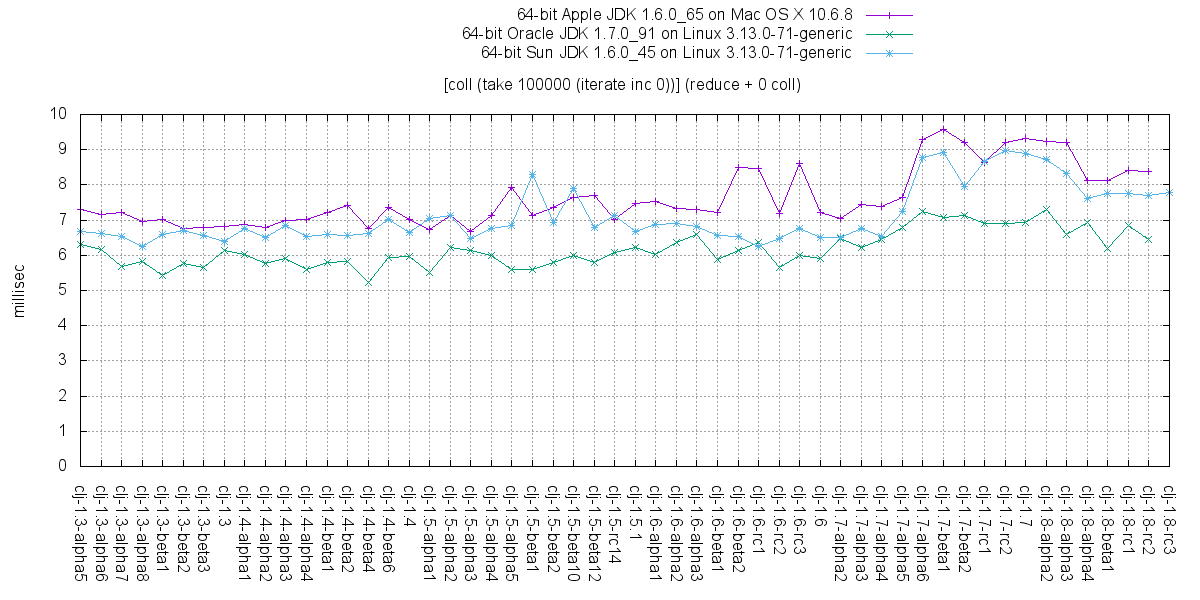 64-bit Apple JDK 1.6.0_65 on Mac OS X 10.6.8
64-bit Oracle JDK 1.7.0_91 on Linux 3.13.0-71-generic
64-bit Sun JDK 1.6.0_45 on Linux 3.13.0-71-generic
[coll (take 100000 (iterate inc 0))] (reduce + 0 coll)
millisec
10
9
8
7
6
5
4
3
2
1
0
clj-1.3-alpha5
clj-1.3-alpha6
clj-1.3-alpha7
clj-1.3-alpha8
clj-1.3-beta1
clj-1.3-beta2
clj-1.3-beta3
clj-1.3
clj-1.4-alpha1
clj-1.4-alpha2
clj-1.4-alpha3
clj-1.4-alpha4
clj-1.4-beta1
clj-1.4-beta2
clj-1.4-beta4
clj-1.4-beta6
clj-1.4
clj-1.5-alpha1
clj-1.5-alpha2
clj-1.5-alpha3
clj-1.5-alpha4
clj-1.5-alpha5
clj-1.5-beta1
clj-1.5-beta2
clj-1.5-beta10
clj-1.5-beta12
clj-1.5-rc14
clj-1.5.1
clj-1.6-alpha1
clj-1.6-alpha2
clj-1.6-alpha3
clj-1.6-beta1
clj-1.6-beta2
clj-1.6-rc1
clj-1.6-rc2
clj-1.6-rc3
clj-1.6
clj-1.7-alpha2
clj-1.7-alpha3
clj-1.7-alpha4
clj-1.7-alpha5
clj-1.7-alpha6
clj-1.7-beta1
clj-1.7-beta2
clj-1.7-rc1
clj-1.7-rc2
clj-1.7
clj-1.8-alpha2
clj-1.8-alpha3
clj-1.8-alpha4
clj-1.8-beta1
clj-1.8-rc1
clj-1.8-rc2
clj-1.8-rc3